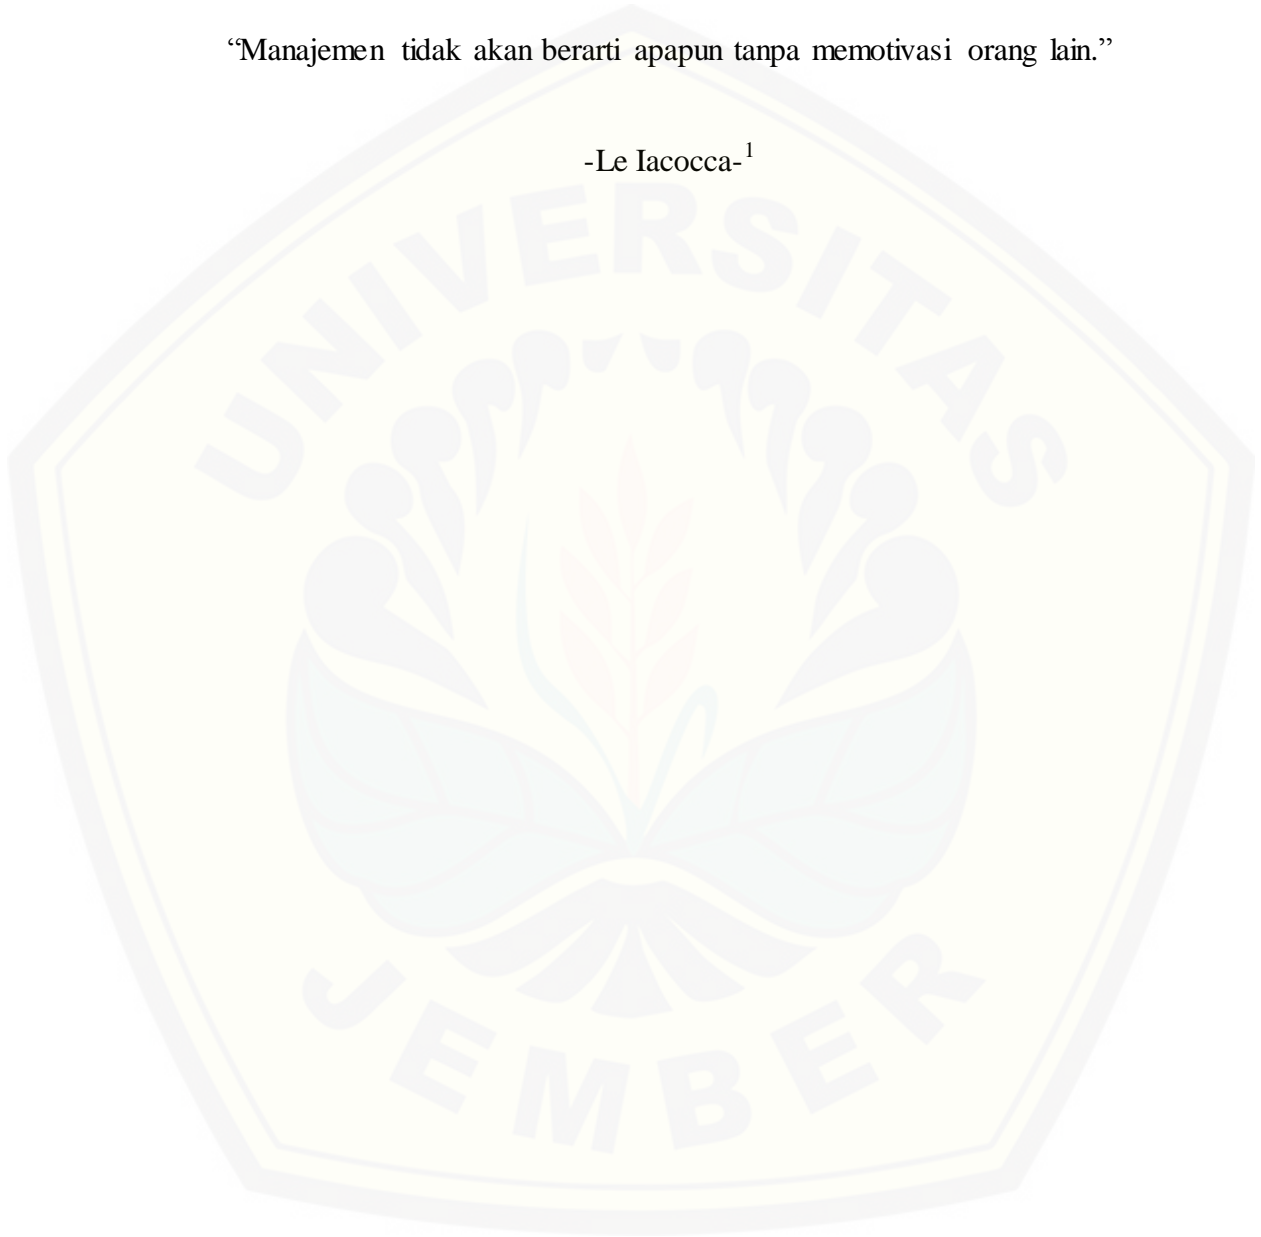 “Manajemen tidak akan berarti apapun tanpa memotivasi orang lain.”
-Le Iacocca-1
UNIVERSITAS
JEMBER